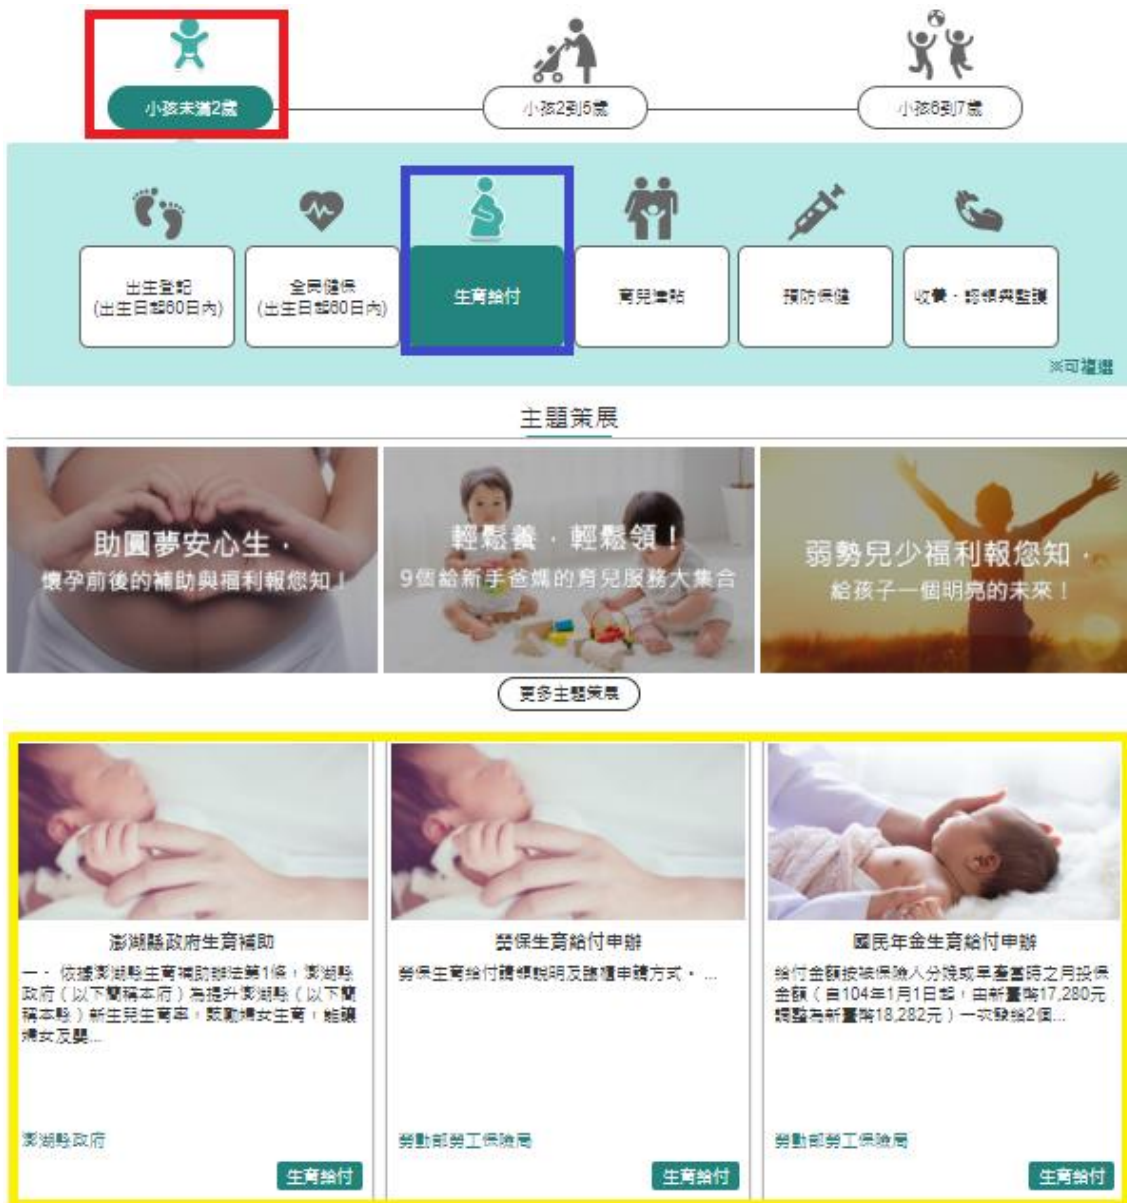 小孩未滿2歲
小孩2到5歲
小孩6到7歲
出生登記
(出生日起60日內)
全民健保
(出生日起60日內)
生育給付
育兒津貼
預防保健
收養、認領與監護
※可複選
主題策展
助圓夢安心生，
懷孕前後的補助與福利報您知！
輕鬆養，輕鬆領！
9個給新手爸媽的育兒服務大集合
弱勢兒少福利報您知，
給孩子一個明亮的未來！
更多主題策展
澎湖縣政府生育補助
一、 依據澎湖縣生育補助辦法第1條，澎湖縣
政府（以下簡稱本府）為提升澎湖縣（以下簡
稱本縣）新生兒生育率，鼓勵婦女生育，能讓
婦女及嬰...
澎湖縣政府
生育給付
勞保生育給付申辦
勞保生育給付請領說明及臨櫃申請方式。 ...
勞動部勞工保險局
生育給付
國民年金生育給付申辦
給付金額按被保險人分娩或早產當時之月投保
金額（自104年1月1日起，由新臺幣17,280元
調整為新臺幣18,282元）一次發給2個...
勞動部勞工保險局
生育給付